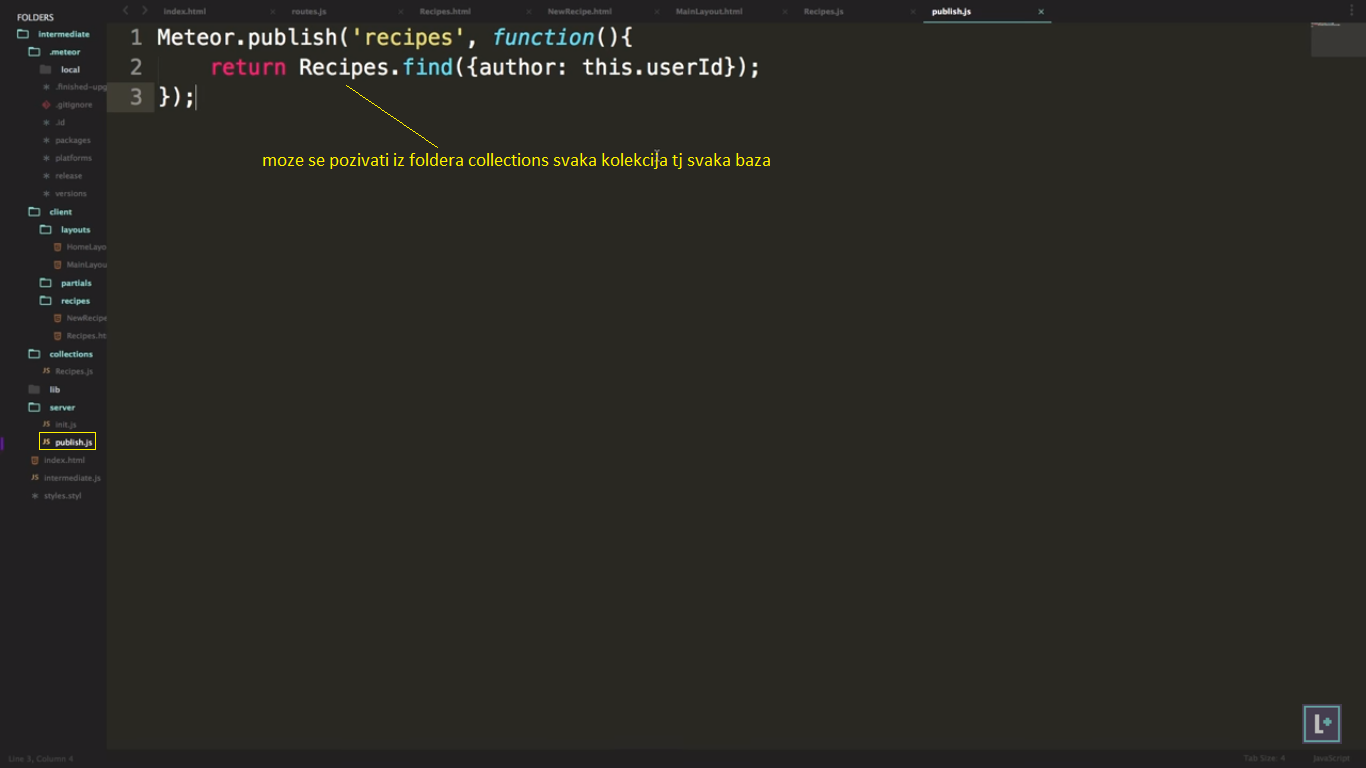 FOLDERS
intermediate
.meteor
local
.finished-upg
.gitignore
.id
packages
platforms
release
versions
client
layouts
HomeLayo
MainLayou
partials
recipes
NewRecipe
Recipes.ht
collections
JS Recipes.js
lib
server
JS init.js
JS publish.js
index.html
JS intermediate.js
styles.styl
index.html
routes.js
Recipes.html
NewRecipe.html
MainLayout.html
Recipes.js
publish.js
1 Meteor.publish('recipes', function(){
2 return Recipes.find({author: this.userId});
3 });
moze se pozivati iz foldera collections svaka kolekcija tj svaka baza
L
Line 3, Column 4
Tab Size: 4
JavaScript